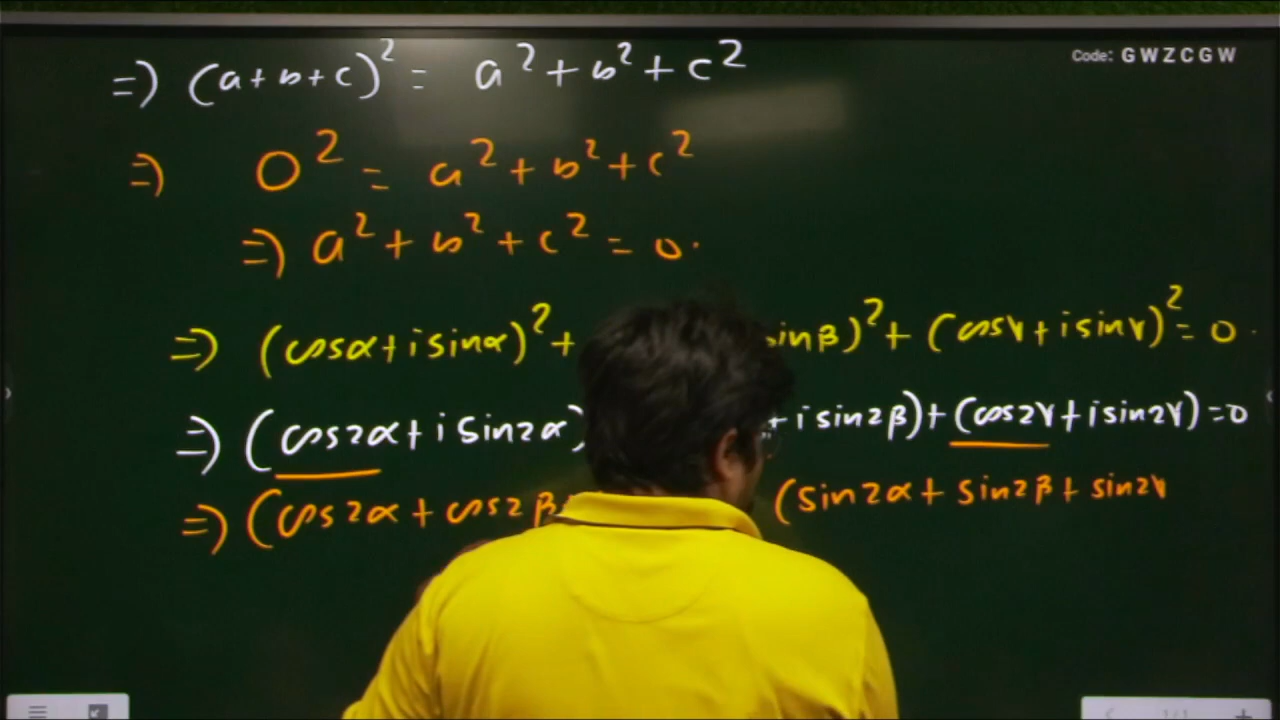 => (a+b+c)² = a²+b²+c²
Code: GWZCGW
=> 0² = a²+b²+c²
=> a²+b²+c² = 0.
=> (cosα+isinα)²+ sinβ)²+(cosγ+isinγ)²=0.
=> (cos2α+isin2α) +isin2β)+(cos2γ+isin2γ)=0
=> (cos2α+cos2β (sin2α+sin2β+sin2γ